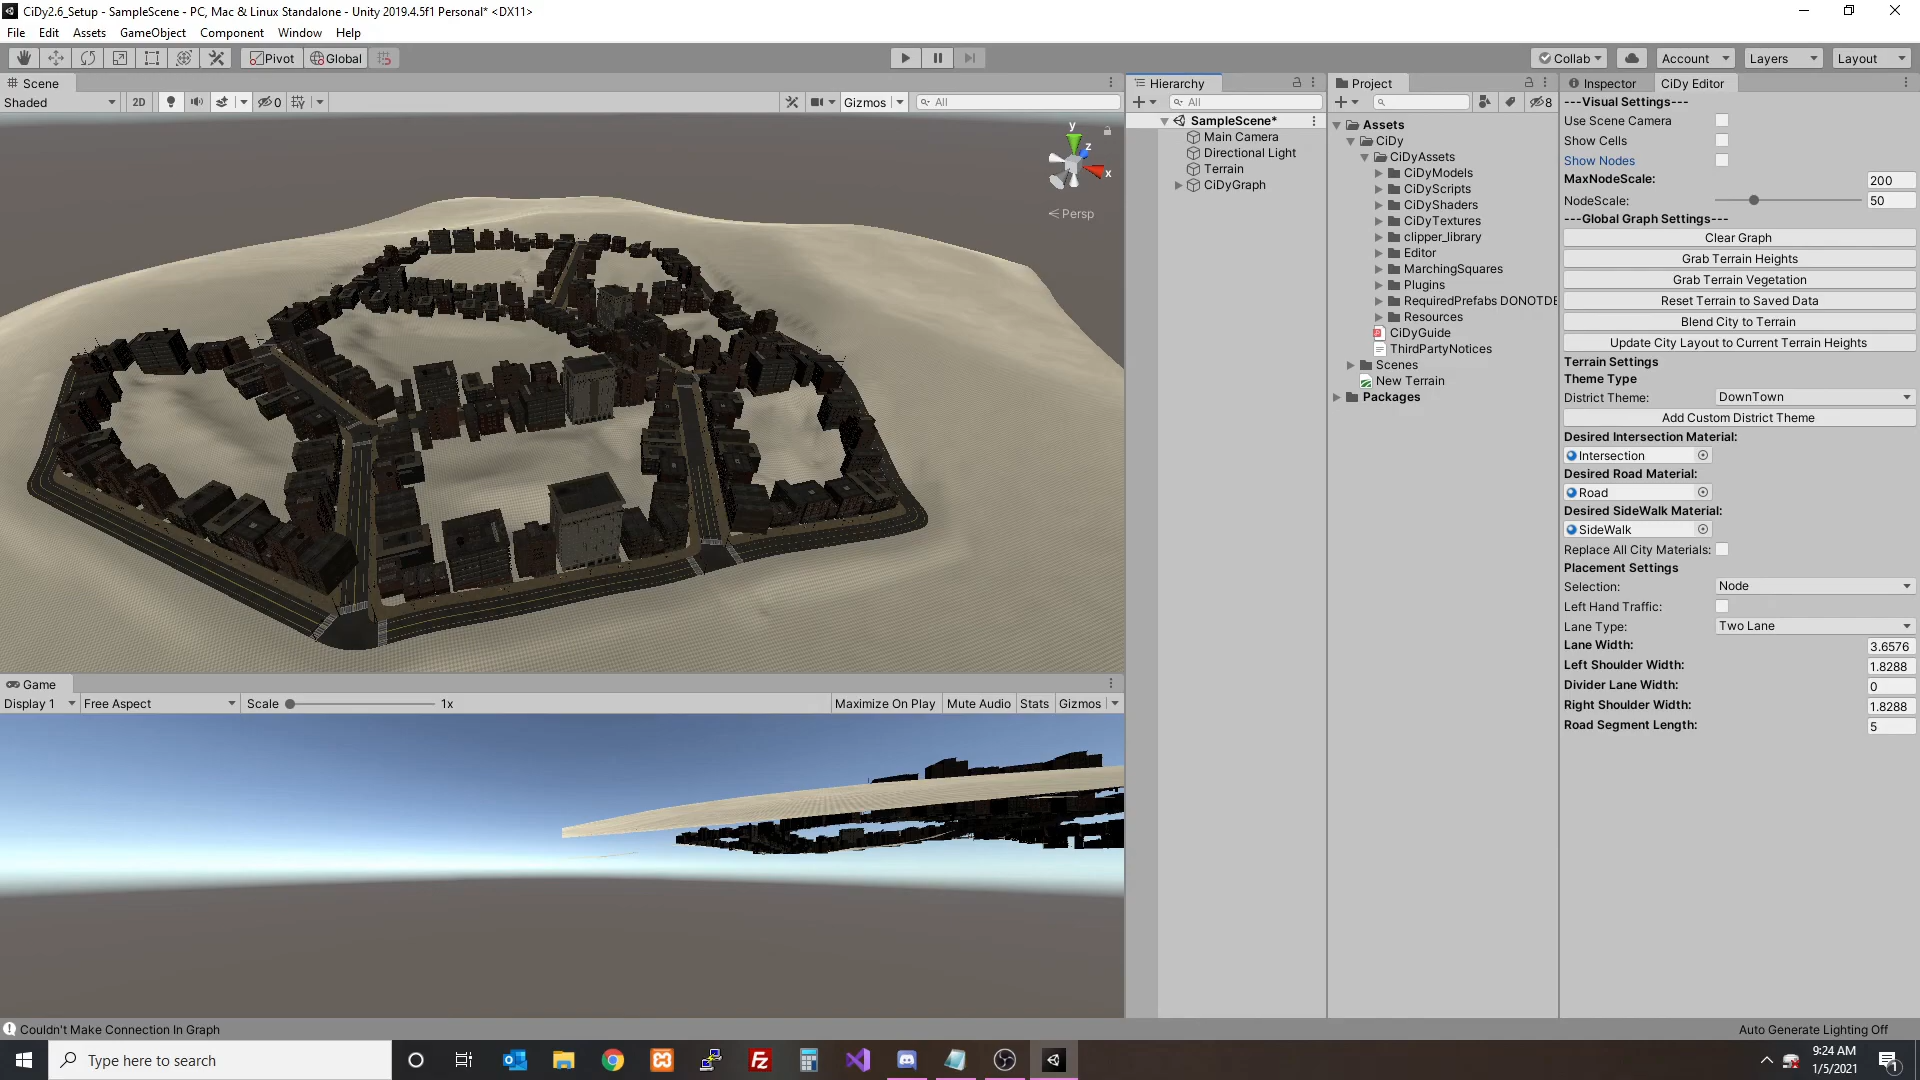 CiDy2.6_Setup - SampleScene - PC, Mac & Linux Standalone - Unity 2019.4.5f1 Personal* <DX11>
File Edit Assets GameObject Component Window Help
Pivot Global Collab Account Layers Layout
Scene
Shaded 2D 0 Gizmos All
y
z
x
Persp
Game
Display 1 Free Aspect Scale 1x Maximize On Play Mute Audio Stats Gizmos
Hierarchy
All
SampleScene*
Main Camera
Directional Light
Terrain
CiDyGraph
Project
8
Assets
CiDy
CiDyAssets
CiDyModels
CiDyScripts
CiDyShaders
CiDyTextures
clipper_library
Editor
MarchingSquares
Plugins
RequiredPrefabs DONOTDE
Resources
CiDyGuide
ThirdPartyNotices
Scenes
New Terrain
Packages
Inspector CiDy Editor
---Visual Settings---
Use Scene Camera
Show Cells
Show Nodes
MaxNodeScale: 200
NodeScale: 50
---Global Graph Settings---
Clear Graph
Grab Terrain Heights
Grab Terrain Vegetation
Reset Terrain to Saved Data
Blend City to Terrain
Update City Layout to Current Terrain Heights
Terrain Settings
Theme Type
District Theme: DownTown
Add Custom District Theme
Desired Intersection Material:
Intersection
Desired Road Material:
Road
Desired SideWalk Material:
SideWalk
Replace All City Materials:
Placement Settings
Selection: Node
Left Hand Traffic:
Lane Type: Two Lane
Lane Width: 3.6576
Left Shoulder Width: 1.8288
Divider Lane Width: 0
Right Shoulder Width: 1.8288
Road Segment Length: 5
Couldn't Make Connection In Graph
Auto Generate Lighting Off
Type here to search
9:24 AM
1/5/2021
1